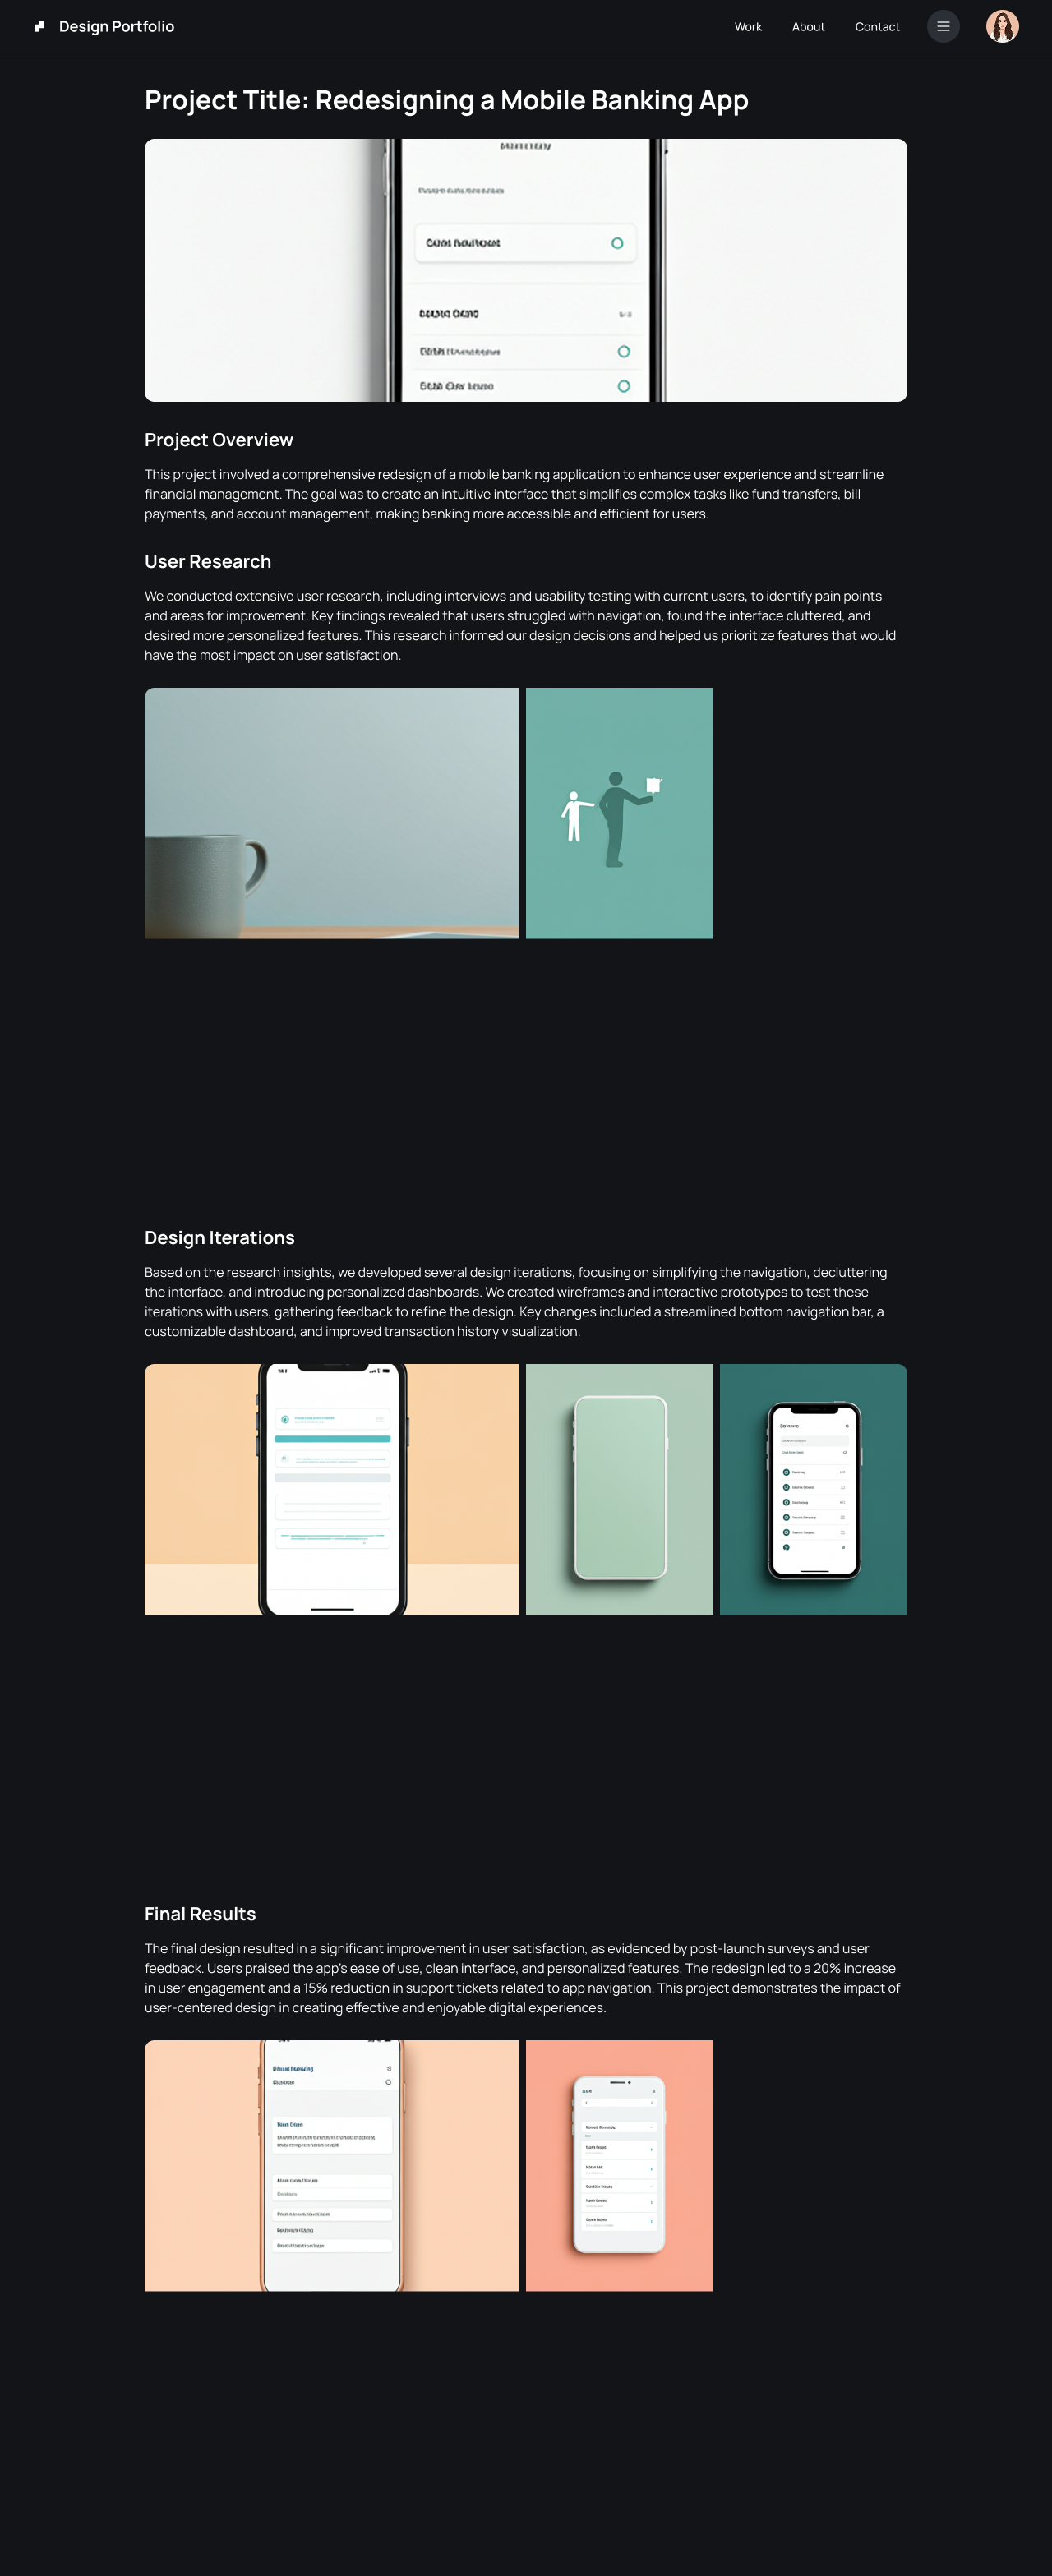 Design Portfolio
Work
About
Contact
Project Title: Redesigning a Mobile Banking App
Project Overview
This project involved a comprehensive redesign of a mobile banking application to enhance user experience and streamline
financial management. The goal was to create an intuitive interface that simplifies complex tasks like fund transfers, bill
payments, and account management, making banking more accessible and efficient for users.
User Research
We conducted extensive user research, including interviews and usability testing with current users, to identify pain points
and areas for improvement. Key findings revealed that users struggled with navigation, found the interface cluttered, and
desired more personalized features. This research informed our design decisions and helped us prioritize features that would
have the most impact on user satisfaction.
Design Iterations
Based on the research insights, we developed several design iterations, focusing on simplifying the navigation, decluttering
the interface, and introducing personalized dashboards. We created wireframes and interactive prototypes to test these
iterations with users, gathering feedback to refine the design. Key changes included a streamlined bottom navigation bar, a
customizable dashboard, and improved transaction history visualization.
Final Results
The final design resulted in a significant improvement in user satisfaction, as evidenced by post-launch surveys and user
feedback. Users praised the app's ease of use, clean interface, and personalized features. The redesign led to a 20% increase
in user engagement and a 15% reduction in support tickets related to app navigation. This project demonstrates the impact of
user-centered design in creating effective and enjoyable digital experiences.